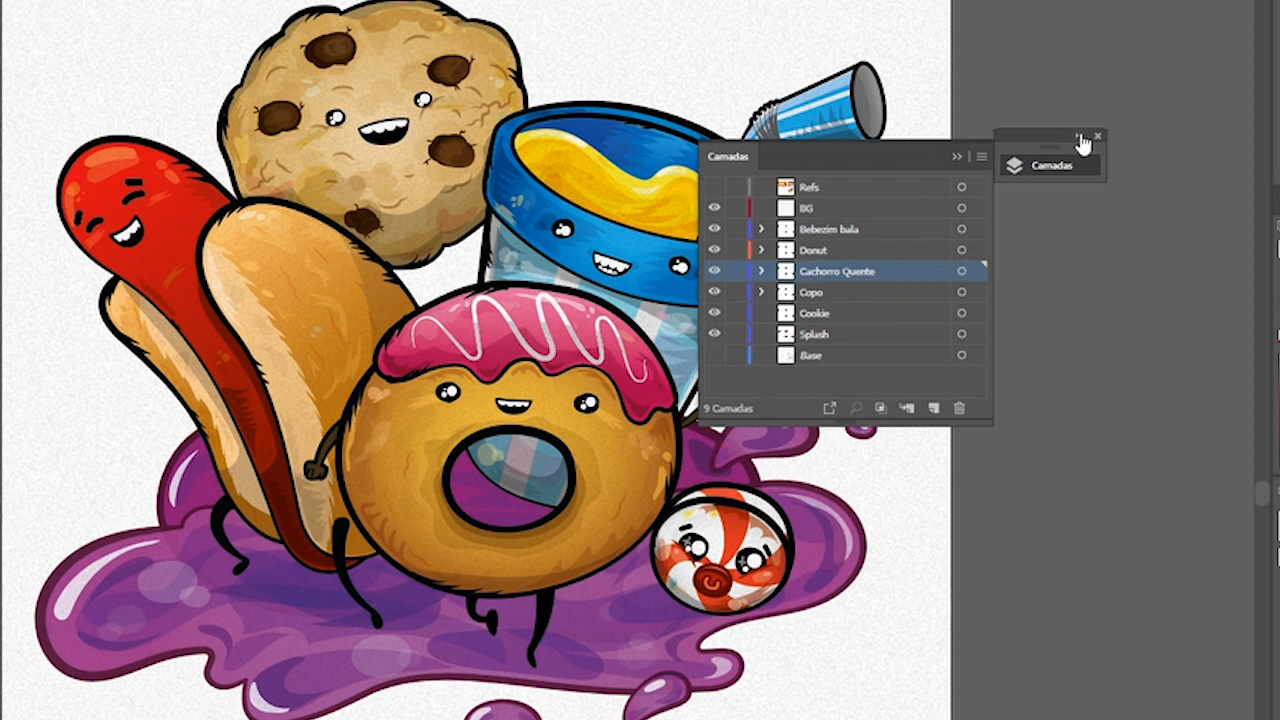 Camadas
Camadas
Refs
BG
Bebezim bala
Donut
Cachorro Quente
Copo
Cookie
Splash
Base
9 Camadas